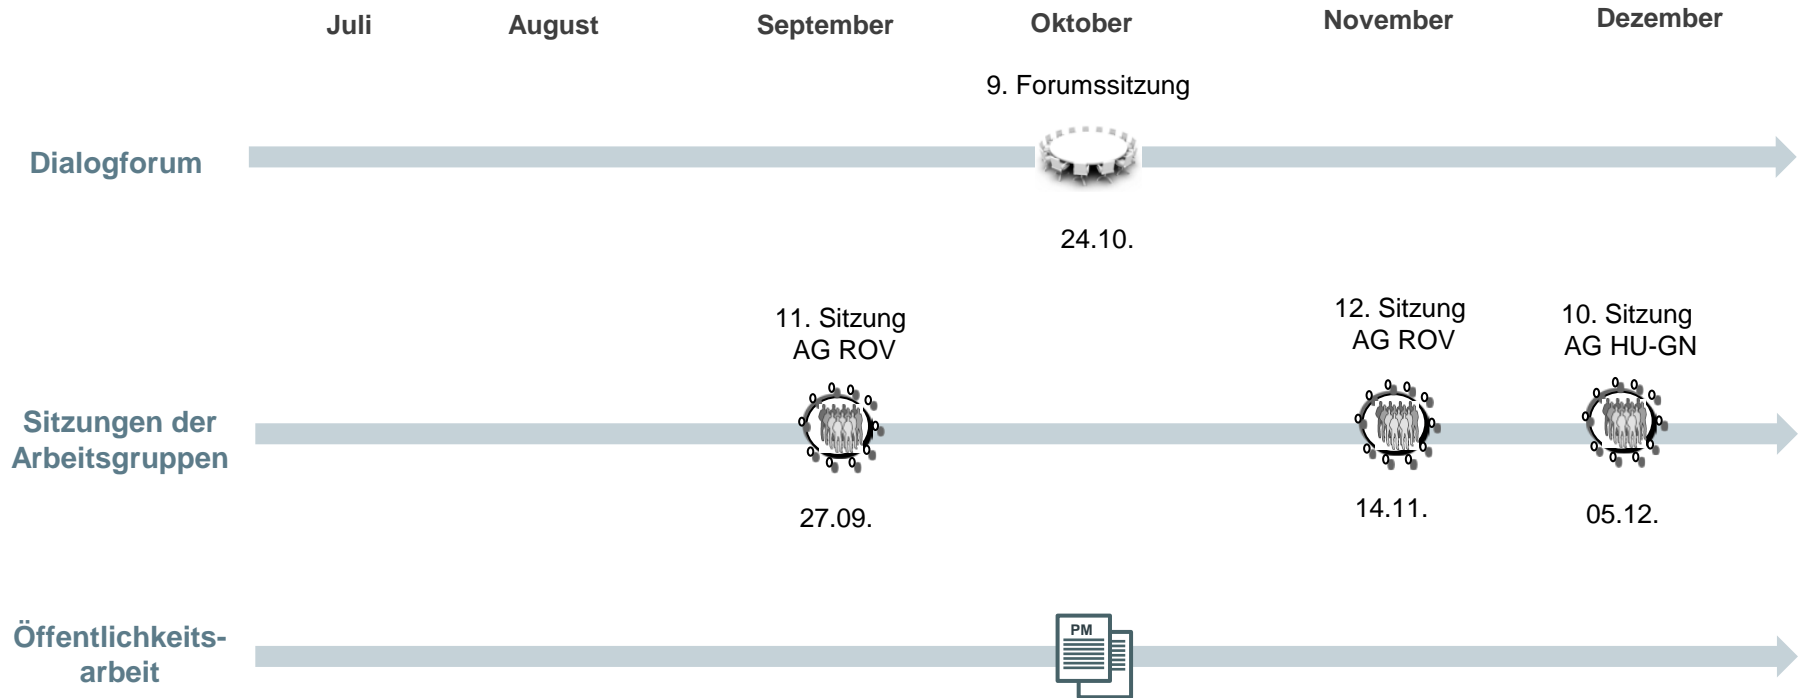 Juli August September Oktober November Dezember
9. Forumssitzung
Dialogforum
24.10.
11. Sitzung
AG ROV
12. Sitzung
AG ROV
10. Sitzung
AG HU-GN
Sitzungen der
Arbeitsgruppen
27.09.
14.11.
05.12.
Öffentlichkeits-
arbeit
PM